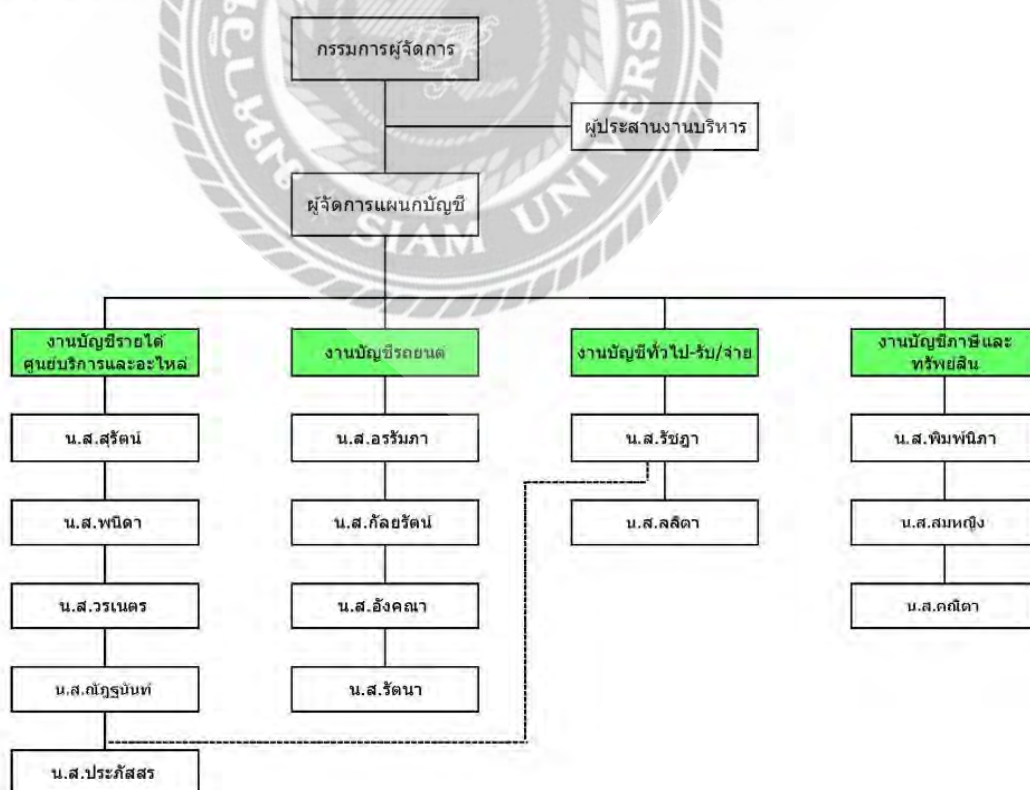 กรรมการผู้จัดการ
ผู้ประสานงานบริหาร
ผู้จัดการแผนกบัญชี
SIAM UNIVERSI
งานบัญชีรายได้
ศูนย์บริการและอะไหล่
งานบัญชีรถยนต์
งานบัญชีทั่วไป-รับ/จ่าย
งานบัญชีภาษีและ
ทรัพย์สิน
น.ส.สุรัตน์
น.ส.อรรัมภา
น.ส.รัชฎา
น.ส.พิมพ์นิภา
น.ส.พนิดา
น.ส.กัลยรัตน์
น.ส.ลลิตา
น.ส.สมหญิง
น.ส.วรเนตร
น.ส.อังคณา
น.ส.คณิตา
น.ส.ณัฏฐนันท์
น.ส.รัตนา
น.ส.ประภัสสร